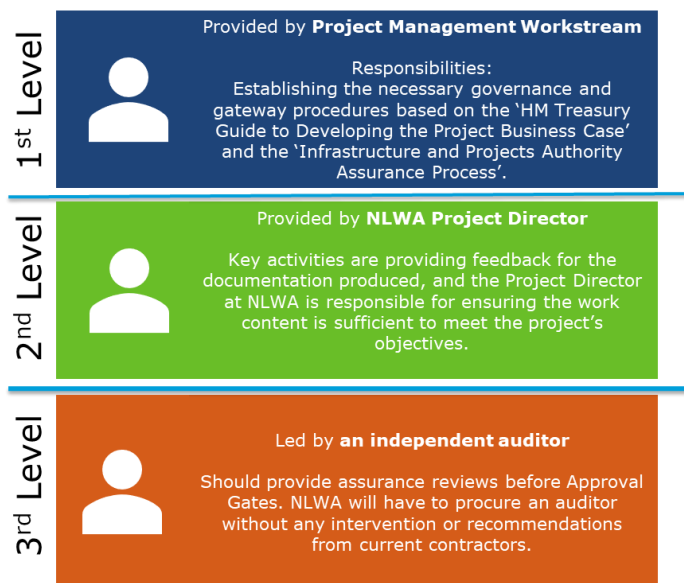 1st Level
Provided by Project Management Workstream
Responsibilities:
Establishing the necessary governance and
gateway procedures based on the ‘HM Treasury
Guide to Developing the Project Business Case’
and the ‘Infrastructure and Projects Authority
Assurance Process’.
2nd Level
Provided by NLWA Project Director
Key activities are providing feedback for the
documentation produced, and the Project Director
at NLWA is responsible for ensuring the work
content is sufficient to meet the project’s
objectives.
3rd Level
Led by an independent auditor
Should provide assurance reviews before Approval
Gates. NLWA will have to procure an auditor
without any intervention or recommendations
from current contractors.